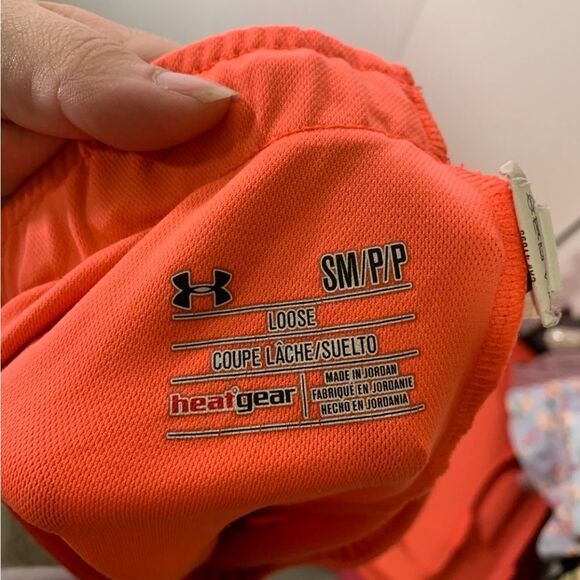 SM/P/P
LOOSE
COUPE LÂCHE/SUELTO
heatgear
MADE IN JORDAN
FABRIQUÉ EN JORDANIE
HECHO EN JORDANIA